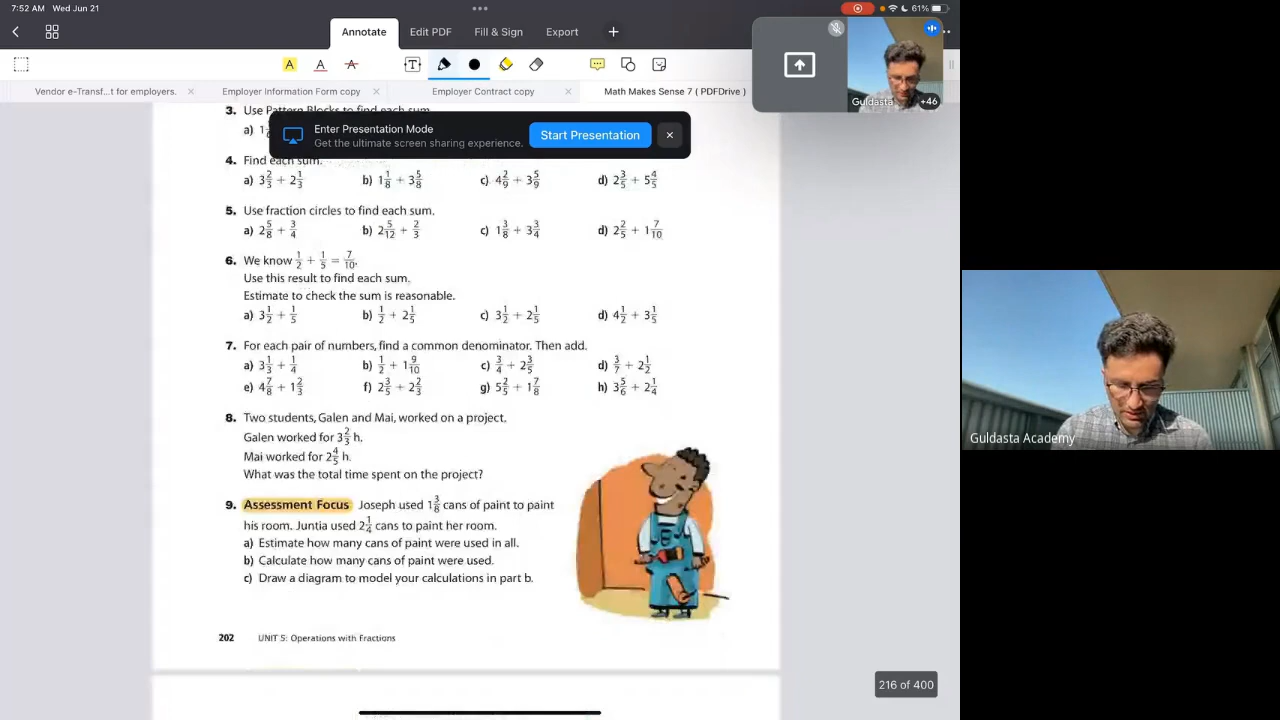 7:52 AM Wed Jun 21
61%
Annotate
Edit PDF
Fill & Sign
Export
Vendor e-Transf...t for employers.
Employer Information Form copy
Employer Contract copy
Math Makes Sense 7 ( PDFDrive )
Guldasta
+46
Enter Presentation Mode
Get the ultimate screen sharing experience.
Start Presentation
3. Use Pattern Blocks to find each sum.
a) 1
4. Find each sum.
a) 3 2/3 + 2 1/3 b) 1 1/8 + 3 5/8 c) 4 2/9 + 3 5/9 d) 2 3/5 + 5 4/5
5. Use fraction circles to find each sum.
a) 2 5/8 + 3/4 b) 2 5/12 + 2/3 c) 1 3/8 + 3 3/4 d) 2 2/5 + 1 7/10
6. We know 1/2 + 1/5 = 7/10.
Use this result to find each sum.
Estimate to check the sum is reasonable.
a) 3 1/2 + 1/5 b) 1/2 + 2 1/5 c) 3 1/2 + 2 1/5 d) 4 1/2 + 3 1/5
7. For each pair of numbers, find a common denominator. Then add.
a) 3 1/3 + 1/4 b) 1/2 + 1 9/10 c) 3/4 + 2 3/5 d) 3/7 + 2 1/2
e) 4 7/8 + 1 2/3 f) 2 3/5 + 2 2/3 g) 5 2/5 + 1 7/8 h) 3 5/6 + 2 1/4
8. Two students, Galen and Mai, worked on a project.
Galen worked for 3 2/3 h.
Mai worked for 2 4/5 h.
What was the total time spent on the project?
9. Assessment Focus Joseph used 1 3/8 cans of paint to paint
his room. Juntia used 2 1/4 cans to paint her room.
a) Estimate how many cans of paint were used in all.
b) Calculate how many cans of paint were used.
c) Draw a diagram to model your calculations in part b.
202 UNIT 5: Operations with Fractions
216 of 400
Guldasta Academy